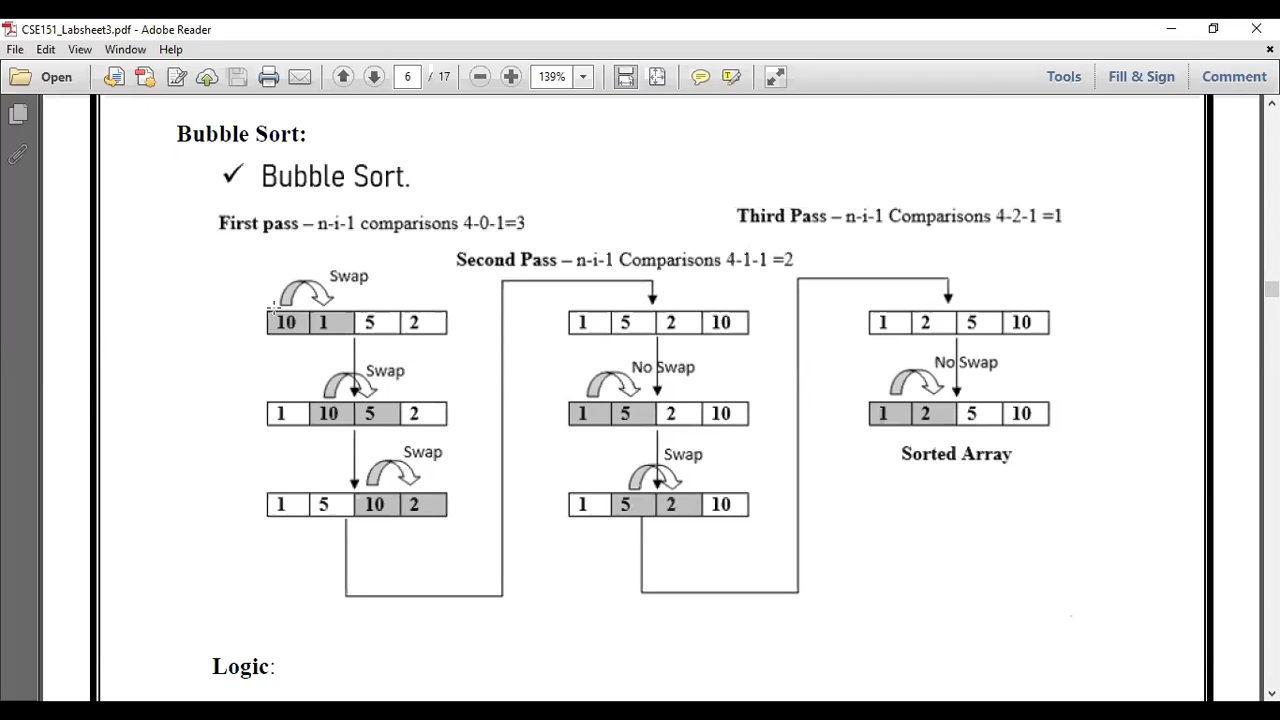 CSE151_Labsheet3.pdf - Adobe Reader
File Edit View Window Help
Open 6 / 17 139% Tools Fill & Sign Comment
Bubble Sort:
✓ Bubble Sort.
First pass – n-i-1 comparisons 4-0-1=3
Third Pass – n-i-1 Comparisons 4-2-1 =1
Second Pass – n-i-1 Comparisons 4-1-1 =2
Swap
10 1 5 2
Swap
1 10 5 2
Swap
1 5 10 2
1 5 2 10
No Swap
1 5 2 10
Swap
1 5 2 10
1 2 5 10
No Swap
1 2 5 10
Sorted Array
Logic: